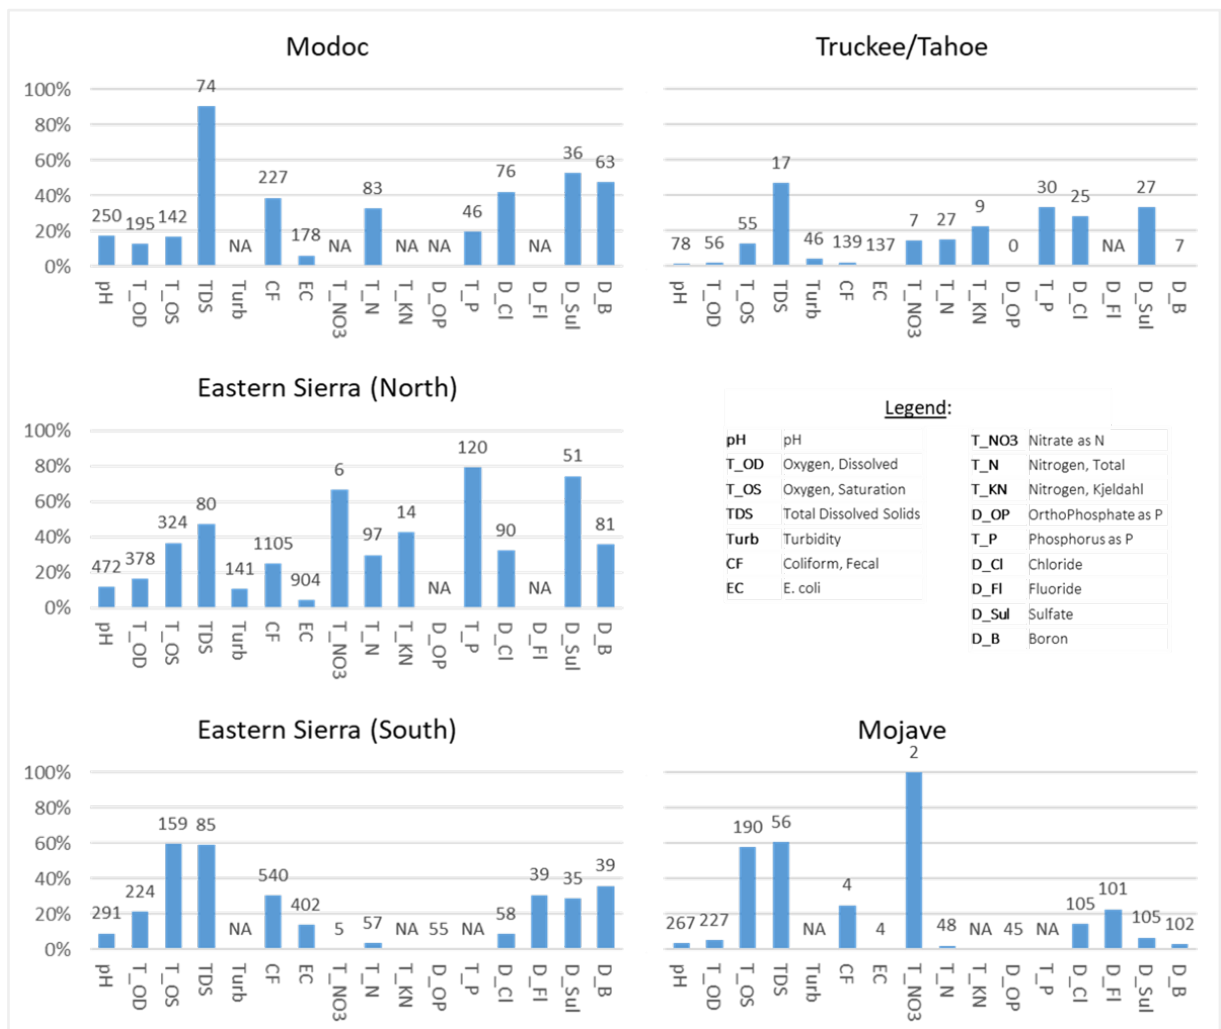 Modoc
100%
80%
60%
40%
20%
0%
250 195 142 74 NA 227 178 NA 83 NA NA 46 76 NA 36 63
pH T_OD T_OS TDS Turb CF EC T_NO3 T_N T_KN D_OP T_P D_Cl D_Fl D_Sul D_B
Truckee/Tahoe
78 56 55 17 46 139 137 7 27 9 0 30 25 NA 27 7
pH T_OD T_OS TDS Turb CF EC T_NO3 T_N T_KN D_OP T_P D_Cl D_Fl D_Sul D_B
Eastern Sierra (North)
100%
80%
60%
40%
20%
0%
472 378 324 80 141 1105 904 6 97 14 NA 120 90 NA 51 81
pH T_OD T_OS TDS Turb CF EC T_NO3 T_N T_KN D_OP T_P D_Cl D_Fl D_Sul D_B
Legend:
pH pH
T_OD Oxygen, Dissolved
T_OS Oxygen, Saturation
TDS Total Dissolved Solids
Turb Turbidity
CF Coliform, Fecal
EC E. coli
T_NO3 Nitrate as N
T_N Nitrogen, Total
T_KN Nitrogen, Kjeldahl
D_OP OrthoPhosphate as P
T_P Phosphorus as P
D_Cl Chloride
D_Fl Fluoride
D_Sul Sulfate
D_B Boron
Eastern Sierra (South)
100%
80%
60%
40%
20%
0%
291 224 159 85 NA 540 402 5 57 NA 55 NA 58 39 35 39
pH T_OD T_OS TDS Turb CF EC T_NO3 T_N T_KN D_OP T_P D_Cl D_Fl D_Sul D_B
Mojave
267 227 190 56 NA 4 4 2 48 NA 45 NA 105 101 105 102
pH T_OD T_OS TDS Turb CF EC T_NO3 T_N T_KN D_OP T_P D_Cl D_Fl D_Sul D_B